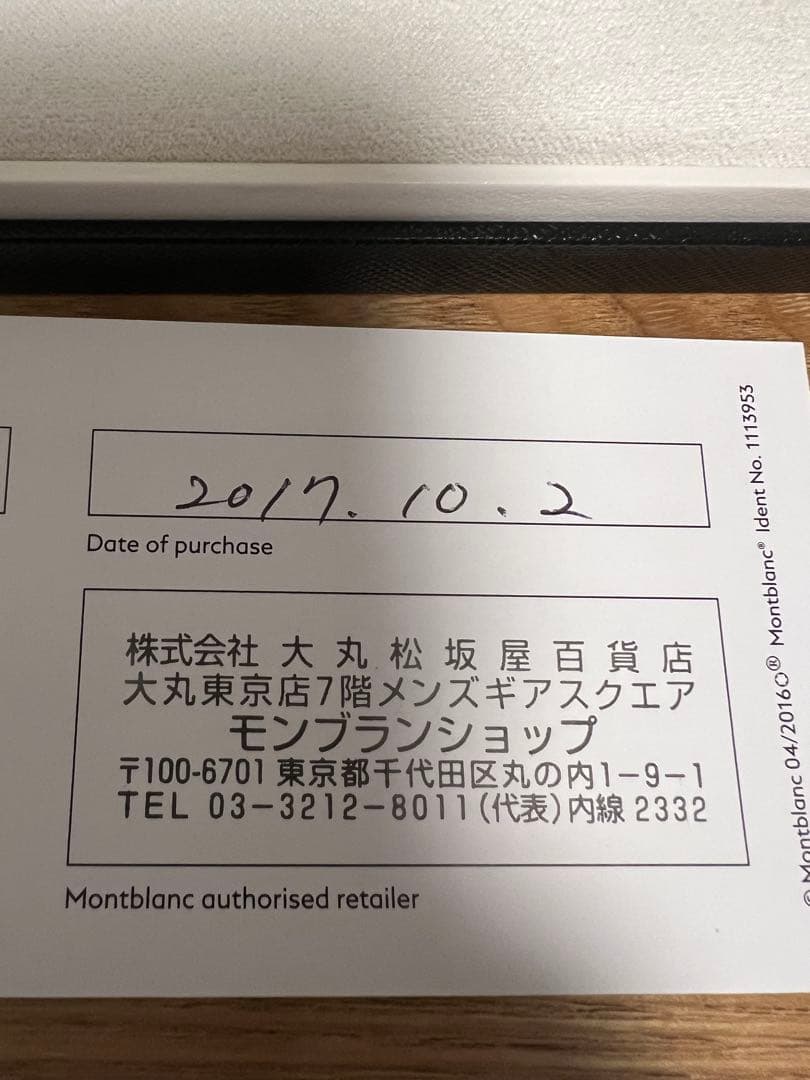 2017. 10. 2
Date of purchase
株式会社 大丸松坂屋百貨店
大丸東京店7階メンズギアスクエア
モンブランショップ
〒100-6701 東京都千代田区丸の内1-9-1
TEL 03-3212-8011(代表)内線 2332
Montblanc authorised retailer
© Montblanc 04/2016 ® Montblanc® Ident No. 1113953